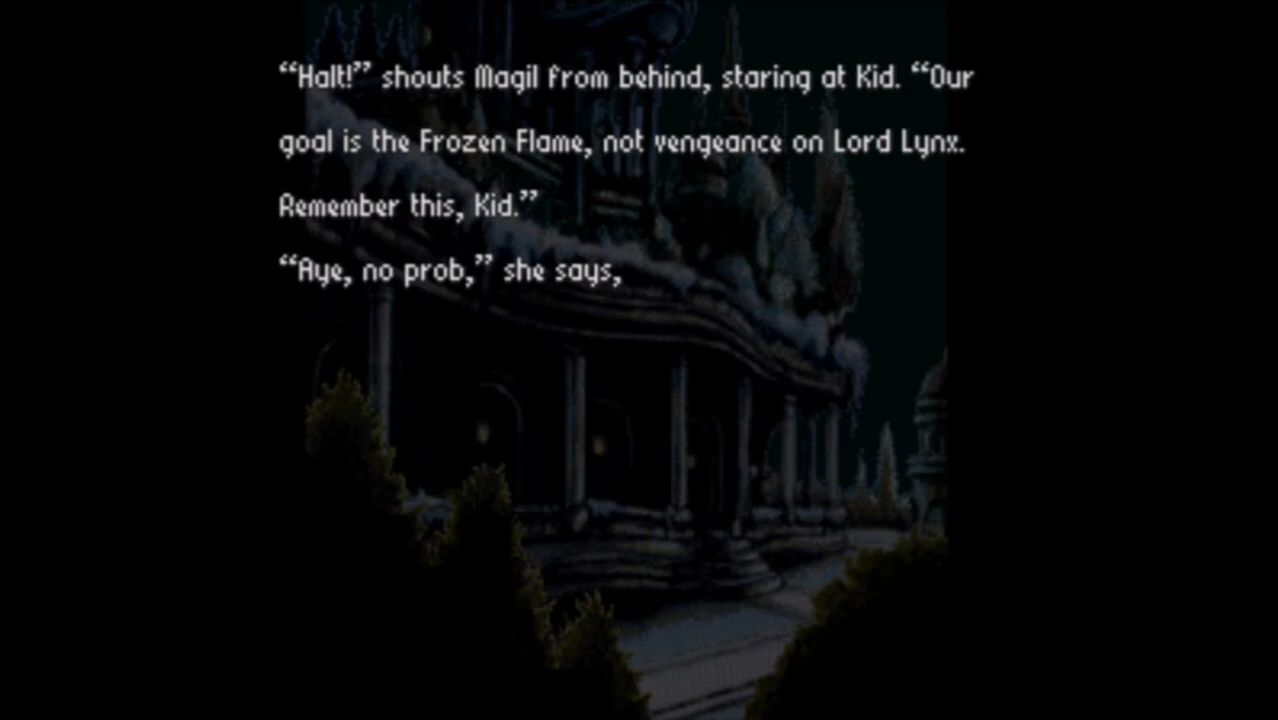 “Halt!” shouts Magil from behind, staring at Kid. “Our
goal is the Frozen Flame, not vengeance on Lord Lynx.
Remember this, Kid.”
“Aye, no prob,” she says,